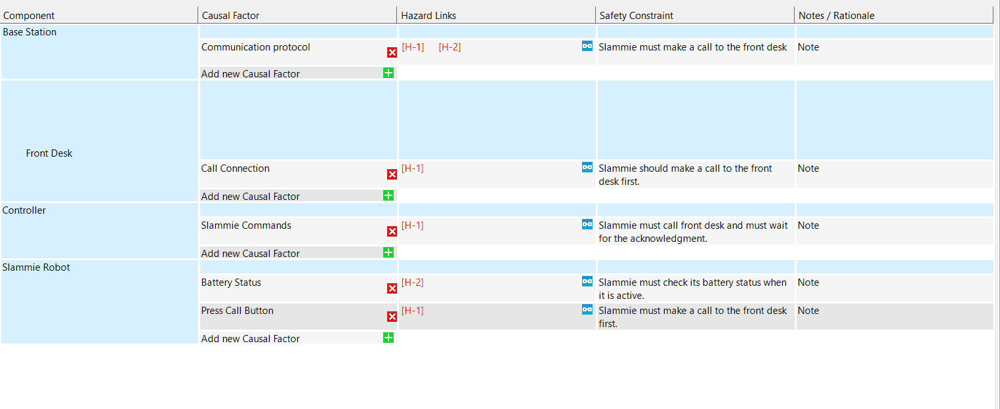 Component Causal Factor Hazard Links Safety Constraint Notes / Rationale
Base Station
Communication protocol [H-1] [H-2] Slammie must make a call to the front desk Note
Add new Causal Factor
Front Desk
Call Connection [H-1] Slammie should make a call to the front Note
desk first.
Add new Causal Factor
Controller
Slammie Commands [H-1] Slammie must call front desk and must wait Note
for the acknowledgment.
Add new Causal Factor
Slammie Robot
Battery Status [H-2] Slammie must check its battery status when Note
it is active.
Press Call Button [H-1] Slammie must make a call to the front desk Note
first.
Add new Causal Factor